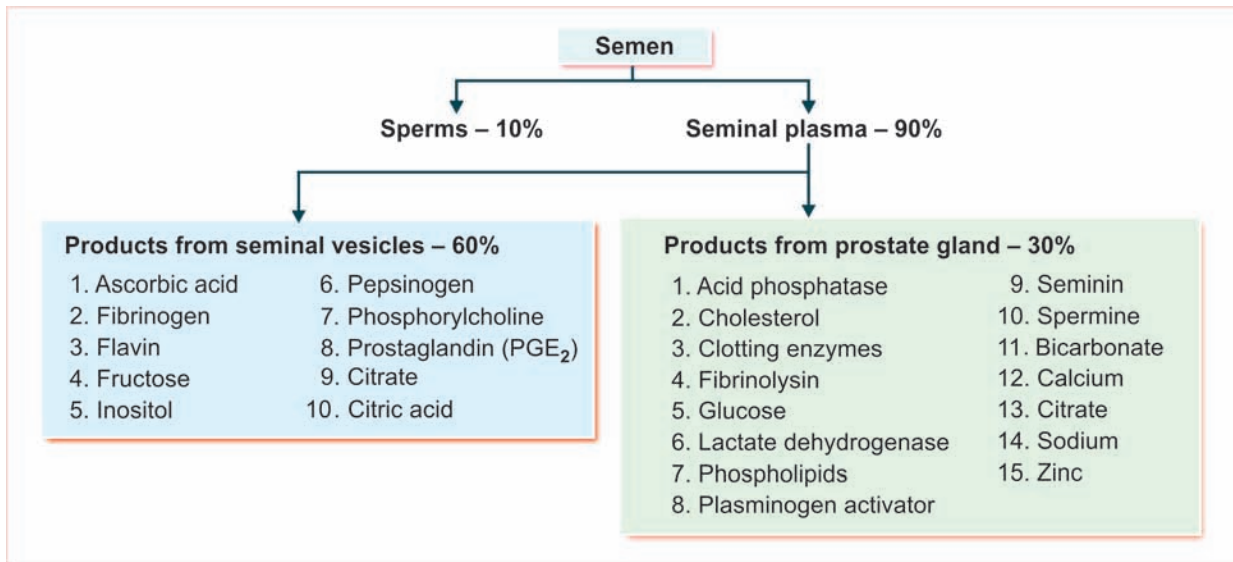 Semen
Sperms – 10%
Seminal plasma – 90%
Products from seminal vesicles – 60%
1. Ascorbic acid
2. Fibrinogen
3. Flavin
4. Fructose
5. Inositol
6. Pepsinogen
7. Phosphorylcholine
8. Prostaglandin (PGE₂)
9. Citrate
10. Citric acid
Products from prostate gland – 30%
1. Acid phosphatase
2. Cholesterol
3. Clotting enzymes
4. Fibrinolysin
5. Glucose
6. Lactate dehydrogenase
7. Phospholipids
8. Plasminogen activator
9. Seminin
10. Spermine
11. Bicarbonate
12. Calcium
13. Citrate
14. Sodium
15. Zinc